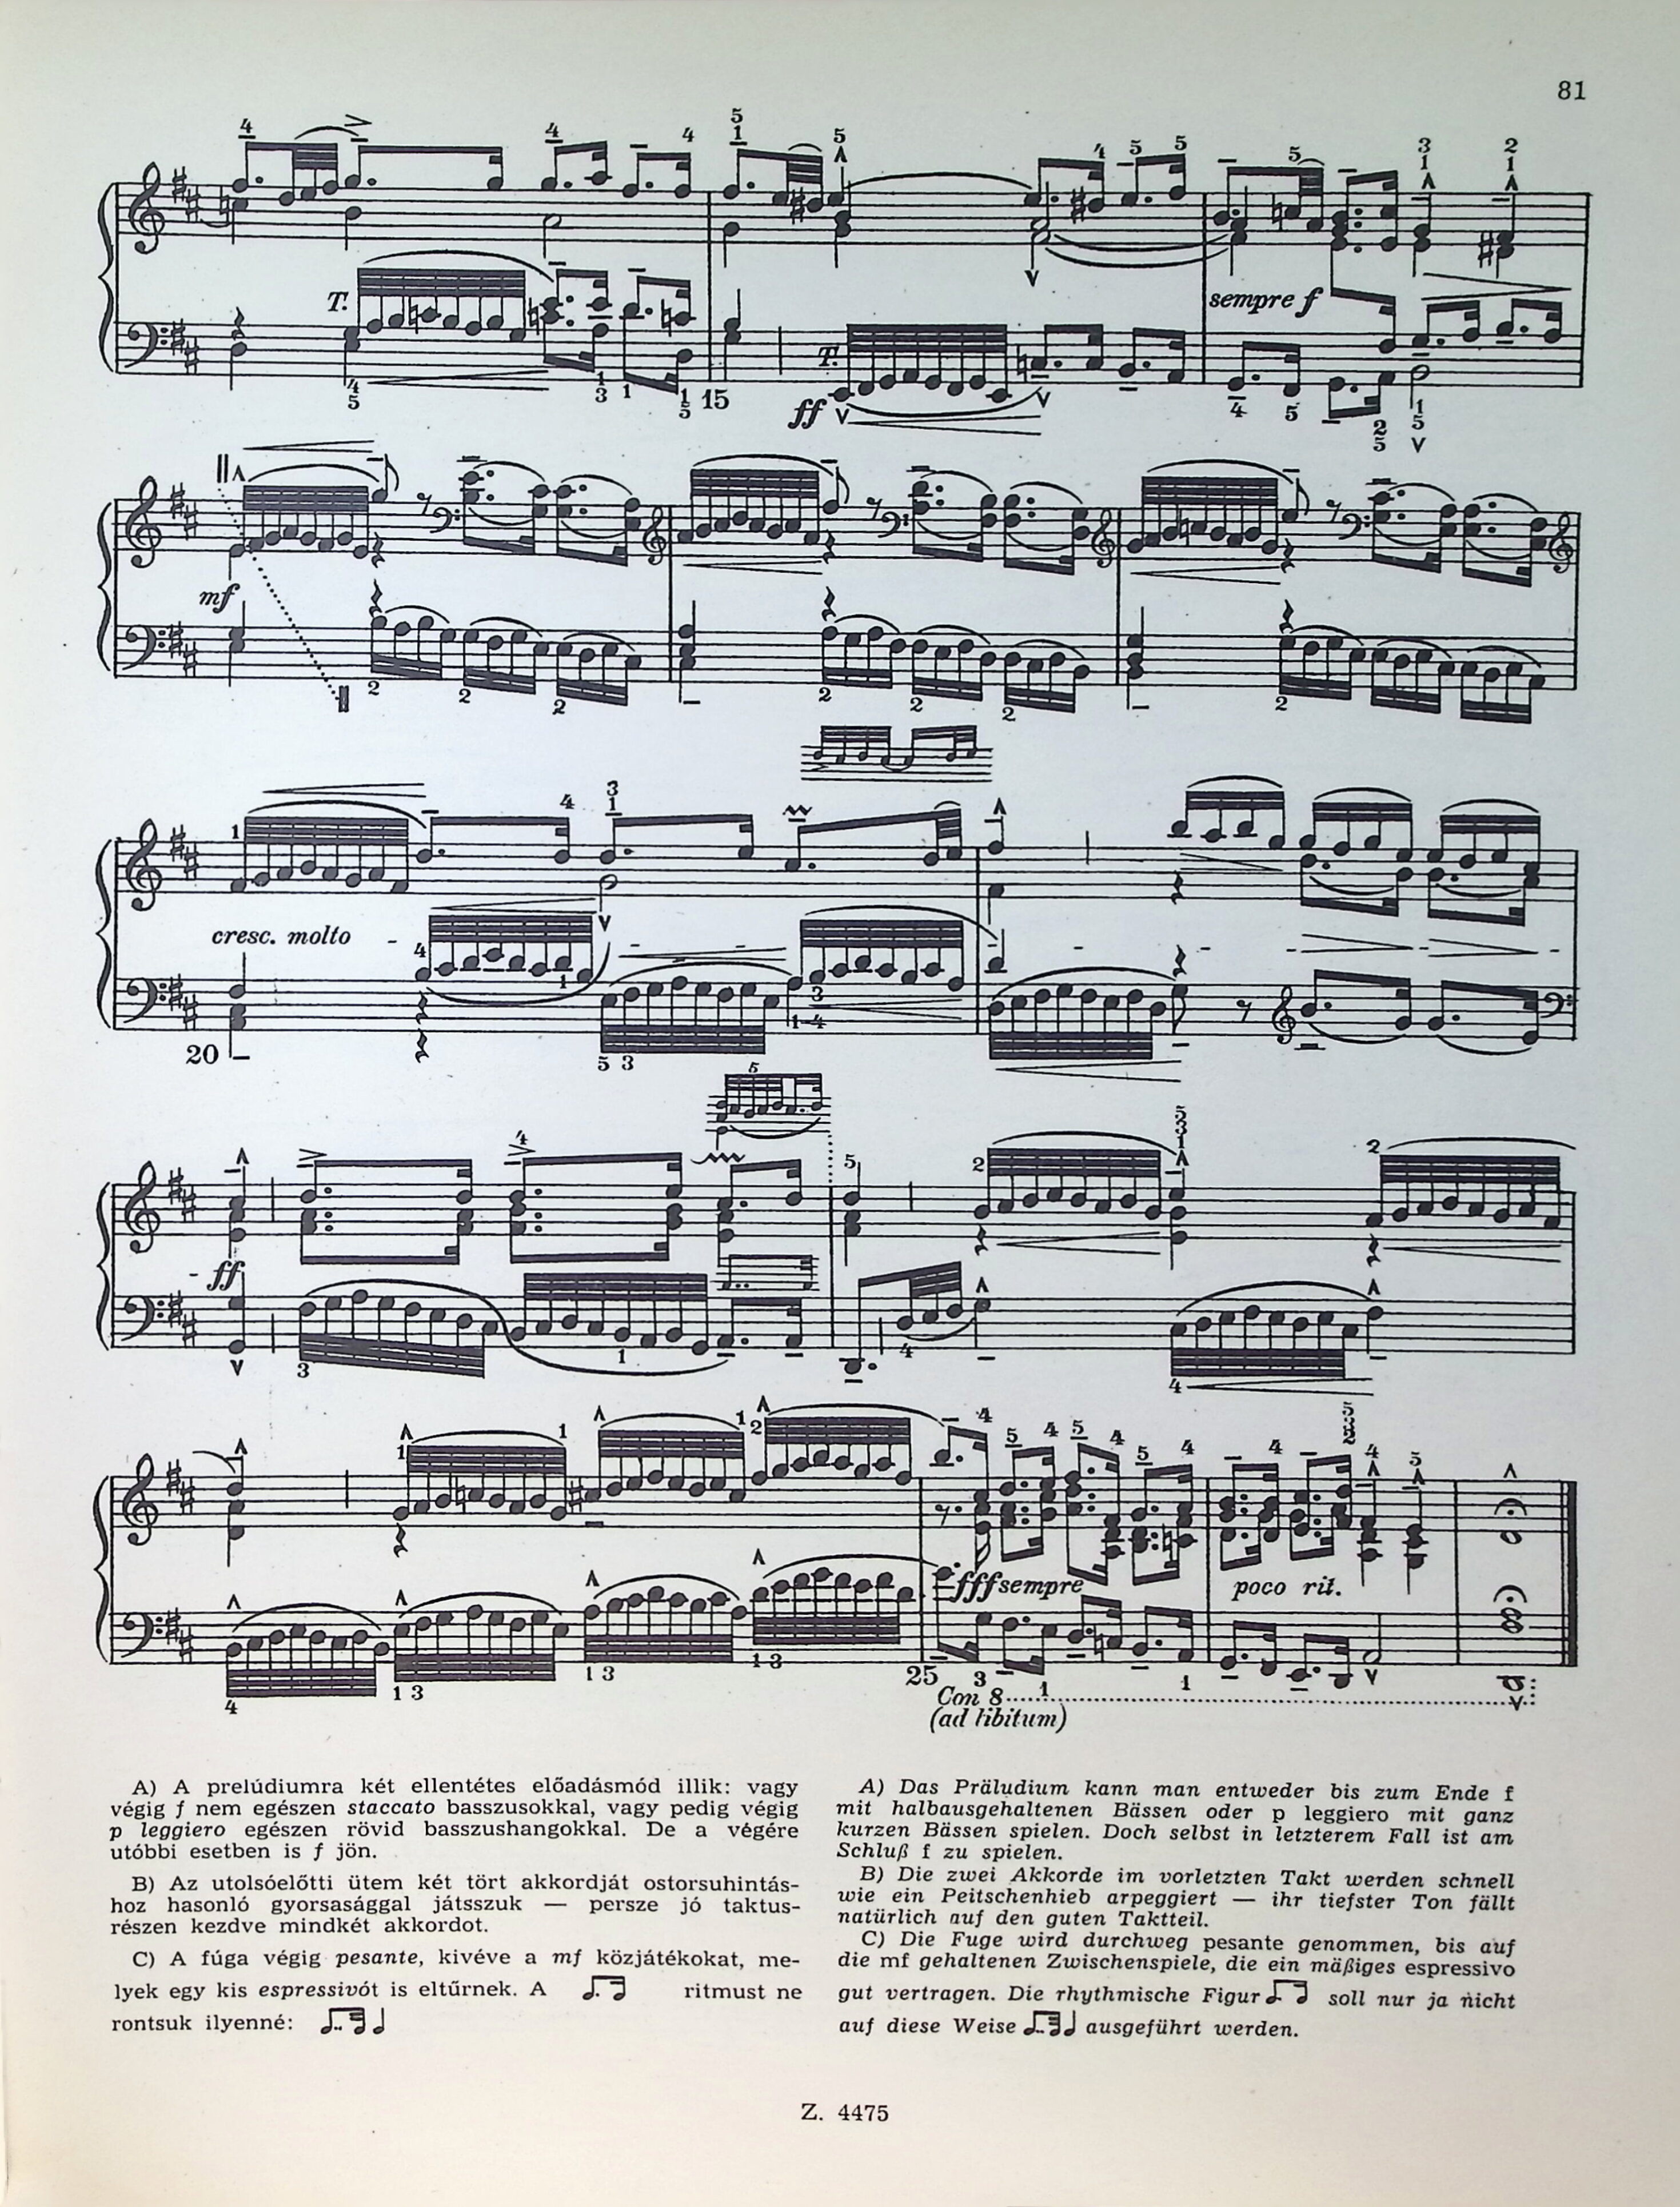 81
T.
15
T.
ff
sempre f
mf
cresc. molto
20
ff
fff sempre
poco rit.
25
Con 8
(ad libitum)
A) A prelúdiumra két ellentétes előadásmód illik: vagy
végig f nem egészen staccato basszusokkal, vagy pedig végig
p leggiero egészen rövid basszushangokkal. De a végére
utóbbi esetben is f jön.
B) Az utolsóelőtti ütem két tört akkordját ostorsuhintás-
hoz hasonló gyorsasággal játsszuk — persze jó taktus-
részen kezdve mindkét akkordot.
C) A fúga végig pesante, kivéve a mf közjátékokat, me-
lyek egy kis espressivót is eltűrnek. A ritmust ne
rontsuk ilyenné:
A) Das Präludium kann man entweder bis zum Ende f
mit halbausgehaltenen Bässen oder p leggiero mit ganz
kurzen Bässen spielen. Doch selbst in letzterem Fall ist am
Schluß f zu spielen.
B) Die zwei Akkorde im vorletzten Takt werden schnell
wie ein Peitschenhieb arpeggiert — ihr tiefster Ton fällt
natürlich auf den guten Taktteil.
C) Die Fuge wird durchweg pesante genommen, bis auf
die mf gehaltenen Zwischenspiele, die ein mäßiges espressivo
gut vertragen. Die rhythmische Figur soll nur ja nicht
auf diese Weise ausgeführt werden.
Z. 4475